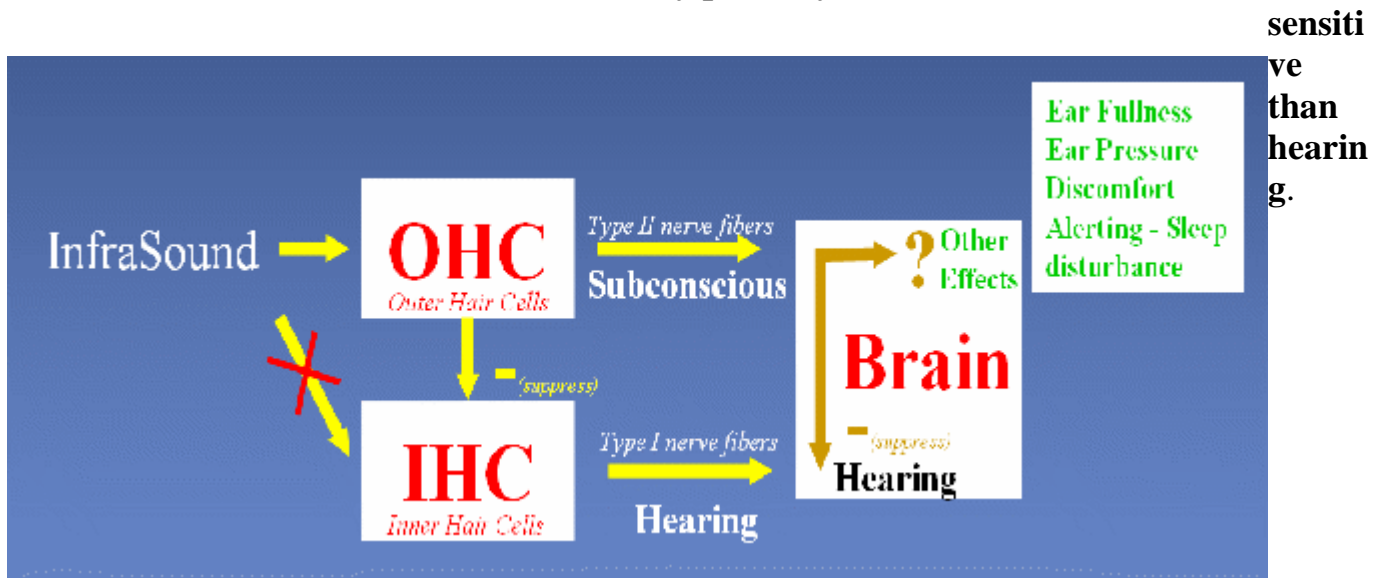 sensiti
ve
than
hearin
g.
Ear Fullness
Ear Pressure
Discomfort
Alerting - Sleep
disturbance
InfraSound
OHC
Outer Hair Cells
Type II nerve fibers
Subconscious
? Other
Effects
Brain
- (suppress)
- (suppress)
Hearing
IHC
Inner Hair Cells
Type I nerve fibers
Hearing